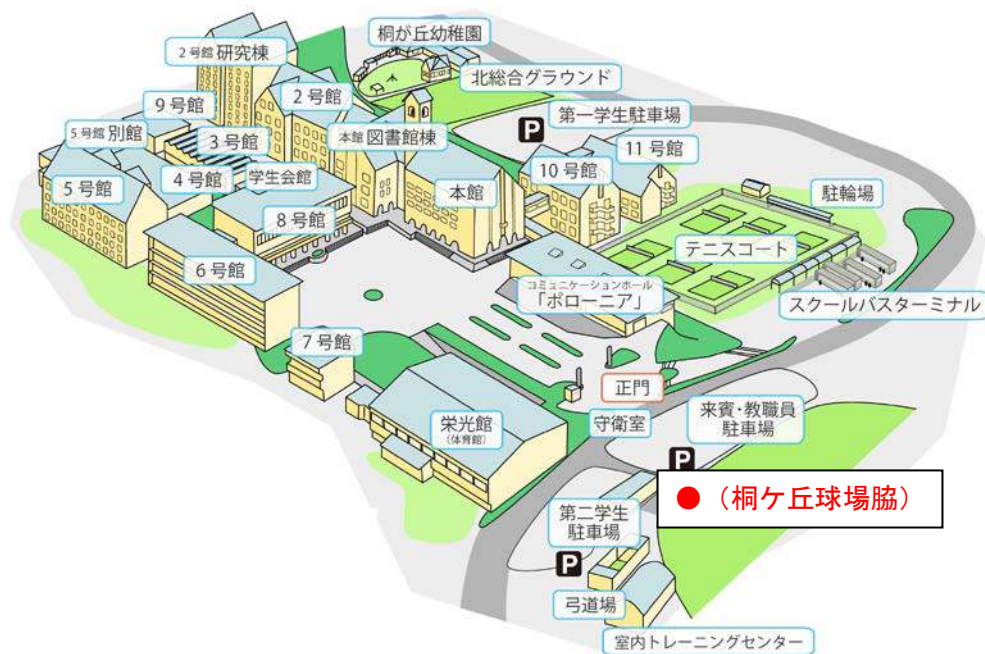 桐が丘幼稚園
2号館 研究棟
北総合グラウンド
2号館
9号館
第一学生駐車場
P
5号館 別館
3号館
本館 図書館棟
11号館
10号館
4号館
学生会館
5号館
本館
駐輪場
8号館
テニスコート
6号館
コミュニケーションホール
「ポローニア」
スクールバスターミナル
7号館
正門
来賓・教職員
駐車場
栄光館
(体育館)
守衛室
P
●（桐ケ丘球場脇）
第二学生
駐車場
P
弓道場
室内トレーニングセンター